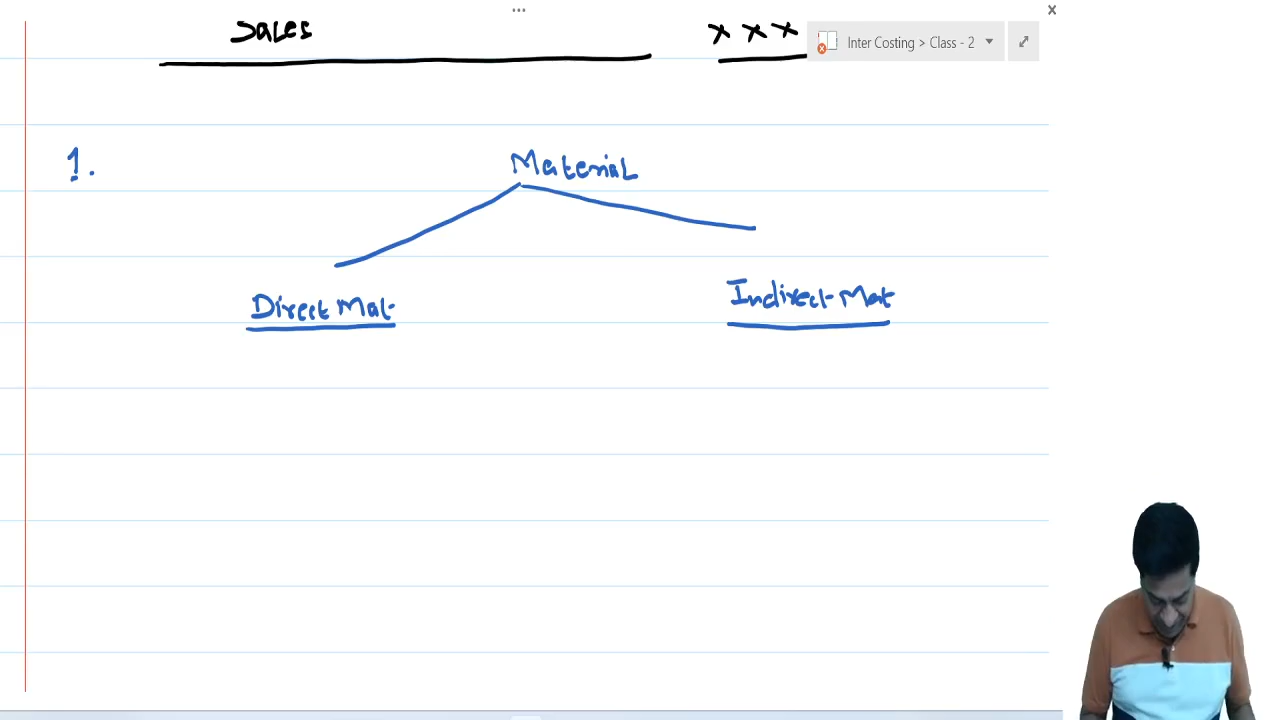 Sales x x x
Inter Costing > Class - 2
1. Material
Direct Mat Indirect Mat